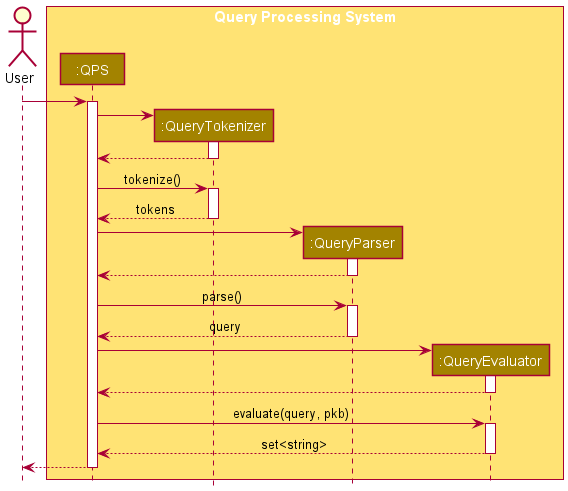 Query Processing System
User
:QPS
:QueryTokenizer
tokenize()
tokens
:QueryParser
parse()
query
:QueryEvaluator
evaluate(query, pkb)
set<string>